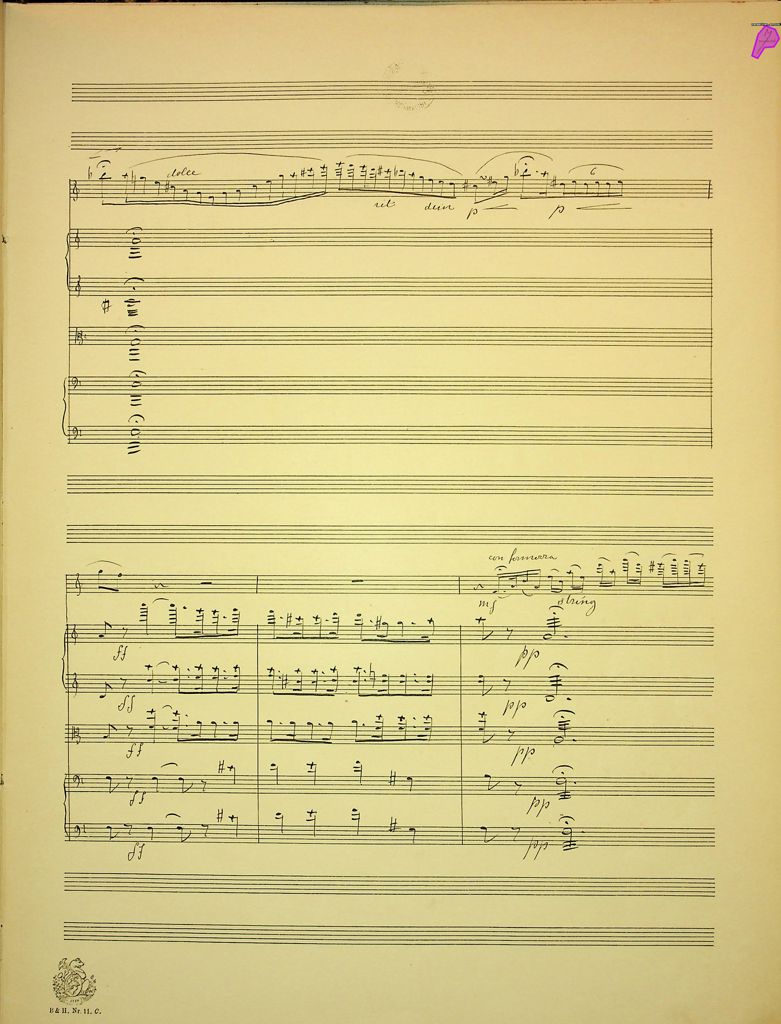 dolce
rit
dim
p
p
6
con forza
mf
string
ff
pp
ff
pp
ff
pp
ff
pp
ff
pp
B & H. Nr. 11. C.